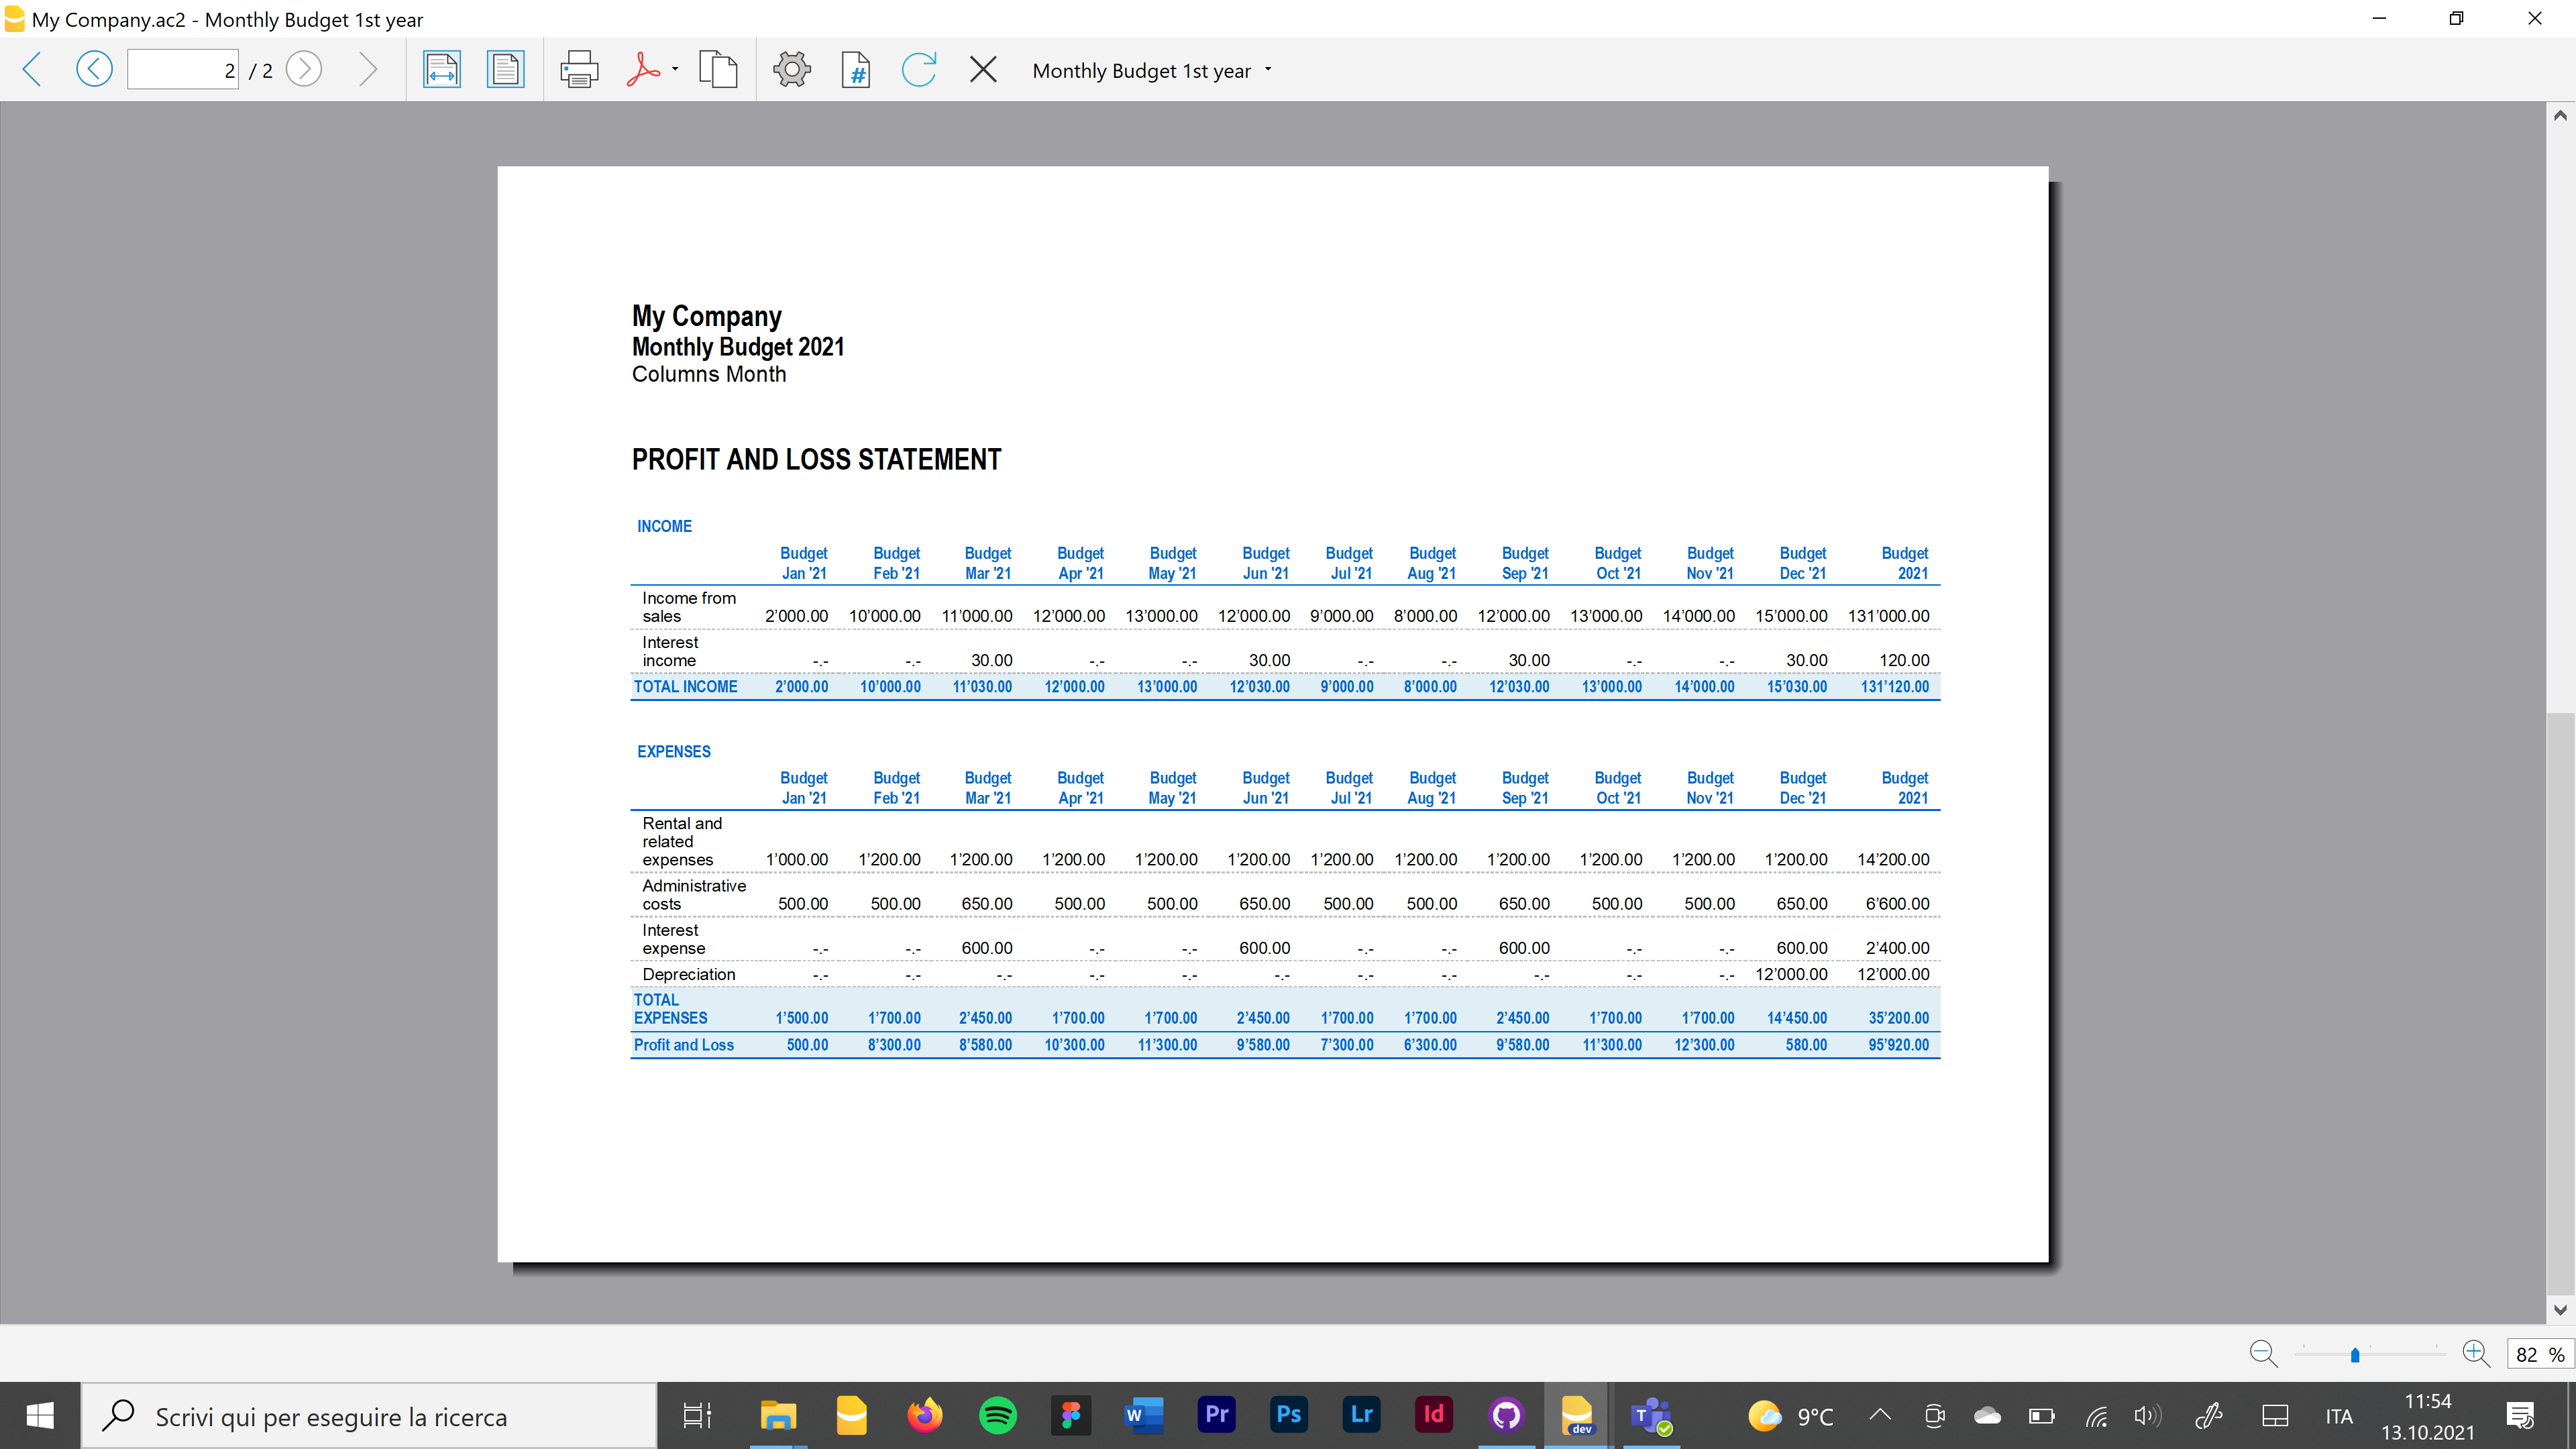 My Company.ac2 - Monthly Budget 1st year
2 / 2 # Monthly Budget 1st year
My Company
Monthly Budget 2021
Columns Month
PROFIT AND LOSS STATEMENT
INCOME
Budget Budget Budget Budget Budget Budget Budget Budget Budget Budget Budget Budget Budget
Jan '21 Feb '21 Mar '21 Apr '21 May '21 Jun '21 Jul '21 Aug '21 Sep '21 Oct '21 Nov '21 Dec '21 2021
Income from
sales 2'000.00 10'000.00 11'000.00 12'000.00 13'000.00 12'000.00 9'000.00 8'000.00 12'000.00 13'000.00 14'000.00 15'000.00 131'000.00
Interest
income -.- -.- 30.00 -.- -.- 30.00 -.- -.- 30.00 -.- -.- 30.00 120.00
TOTAL INCOME 2'000.00 10'000.00 11'030.00 12'000.00 13'000.00 12'030.00 9'000.00 8'000.00 12'030.00 13'000.00 14'000.00 15'030.00 131'120.00
EXPENSES
Budget Budget Budget Budget Budget Budget Budget Budget Budget Budget Budget Budget Budget
Jan '21 Feb '21 Mar '21 Apr '21 May '21 Jun '21 Jul '21 Aug '21 Sep '21 Oct '21 Nov '21 Dec '21 2021
Rental and
related
expenses 1'000.00 1'200.00 1'200.00 1'200.00 1'200.00 1'200.00 1'200.00 1'200.00 1'200.00 1'200.00 1'200.00 1'200.00 14'200.00
Administrative
costs 500.00 500.00 650.00 500.00 500.00 650.00 500.00 500.00 650.00 500.00 500.00 650.00 6'600.00
Interest
expense -.- -.- 600.00 -.- -.- 600.00 -.- -.- 600.00 -.- -.- 600.00 2'400.00
Depreciation -.- -.- -.- -.- -.- -.- -.- -.- -.- -.- -.- 12'000.00 12'000.00
TOTAL
EXPENSES 1'500.00 1'700.00 2'450.00 1'700.00 1'700.00 2'450.00 1'700.00 1'700.00 2'450.00 1'700.00 1'700.00 14'450.00 35'200.00
Profit and Loss 500.00 8'300.00 8'580.00 10'300.00 11'300.00 9'580.00 7'300.00 6'300.00 9'580.00 11'300.00 12'300.00 580.00 95'920.00
82 %
Scrivi qui per eseguire la ricerca W Pr Ps Lr Id dev T 9°C ITA 11:54
13.10.2021